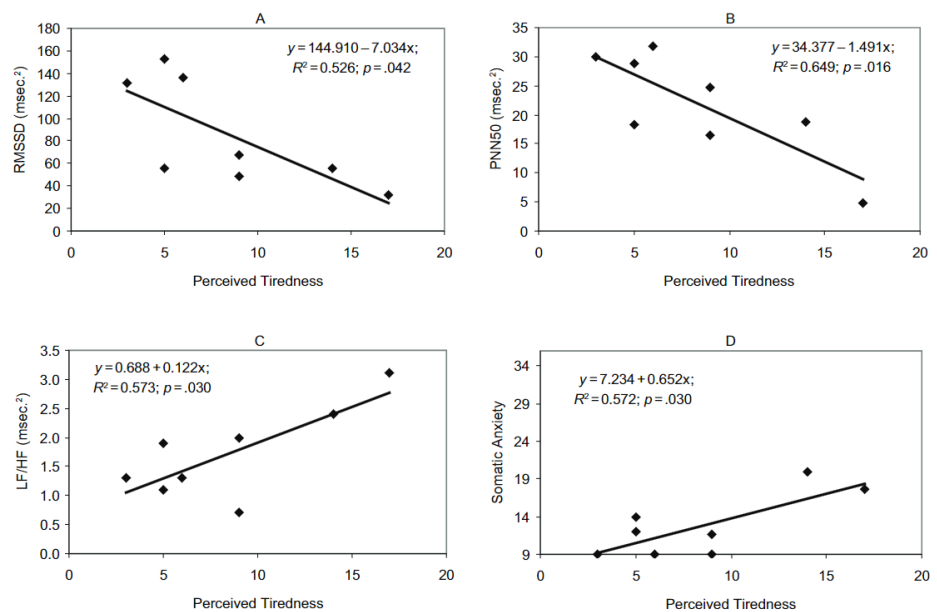 A
RMSSD (msec.²)
180
160
140
120
100
80
60
40
20
0
y = 144.910 – 7.034x;
R² = 0.526; p = .042
0 5 10 15 20
Perceived Tiredness
B
PNN50 (msec.²)
35
30
25
20
15
10
5
0
y = 34.377 – 1.491x;
R² = 0.649; p = .016
0 5 10 15 20
Perceived Tiredness
C
LF/HF (msec.²)
3.5
3.0
2.5
2.0
1.5
1.0
0.5
0.0
y = 0.688 + 0.122x;
R² = 0.573; p = .030
0 5 10 15 20
Perceived Tiredness
D
Somatic Anxiety
34
29
24
19
14
9
y = 7.234 + 0.652x;
R² = 0.572; p = .030
0 5 10 15 20
Perceived Tiredness